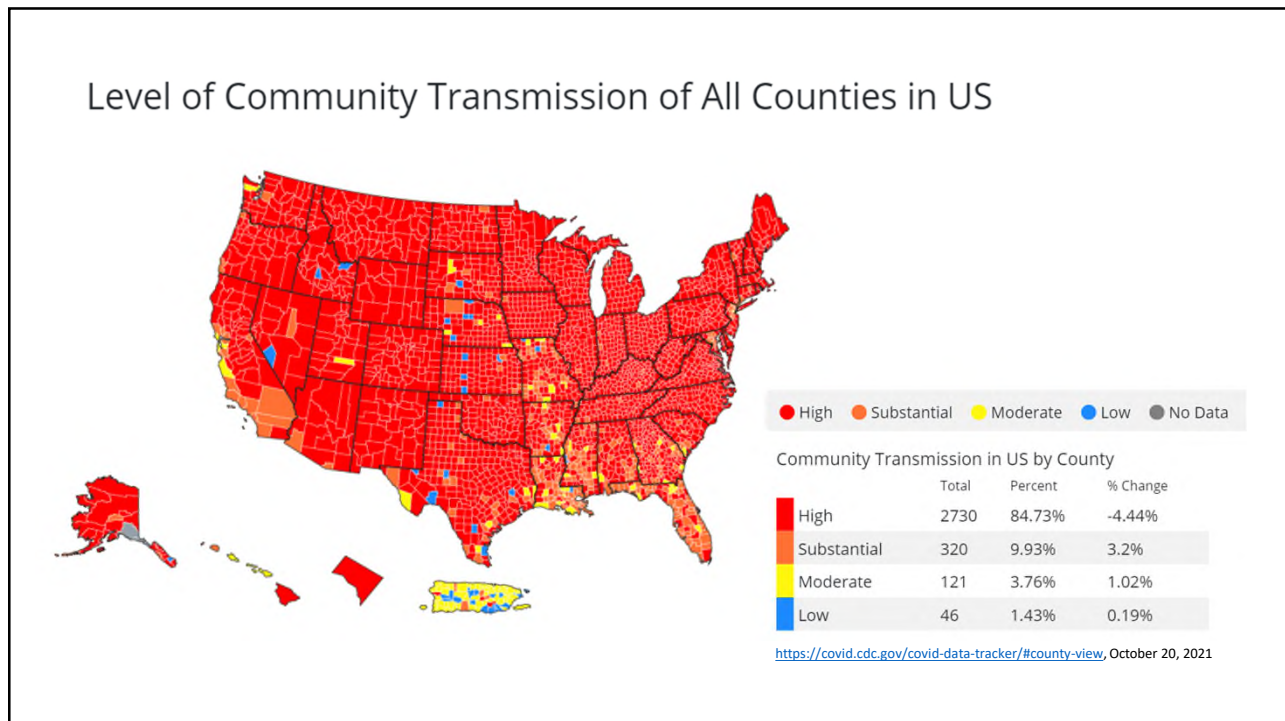 Level of Community Transmission of All Counties in US
High Substantial Moderate Low No Data
Community Transmission in US by County
Total Percent % Change
High 2730 84.73% -4.44%
Substantial 320 9.93% 3.2%
Moderate 121 3.76% 1.02%
Low 46 1.43% 0.19%
https://covid.cdc.gov/covid-data-tracker/#county-view, October 20, 2021